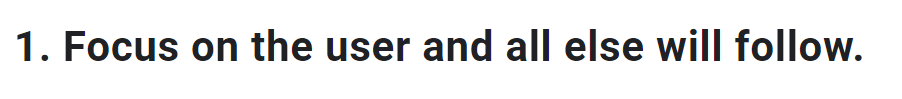 1. Focus on the user and all else will follow.